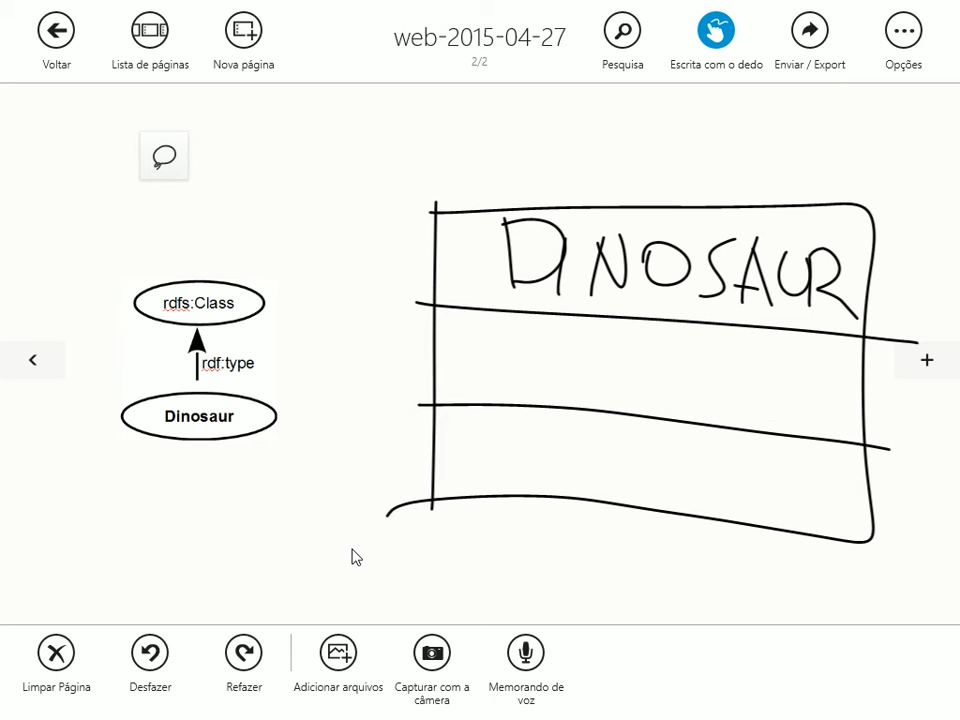 web-2015-04-27
2/2
Voltar
Lista de páginas
Nova página
Pesquisa
Escrita com o dedo
Enviar / Export
Opções
rdfs:Class
rdf:type
Dinosaur
DINOSAUR
Limpar Página
Desfazer
Refazer
Adicionar arquivos
Capturar com a
câmera
Memorando de
voz